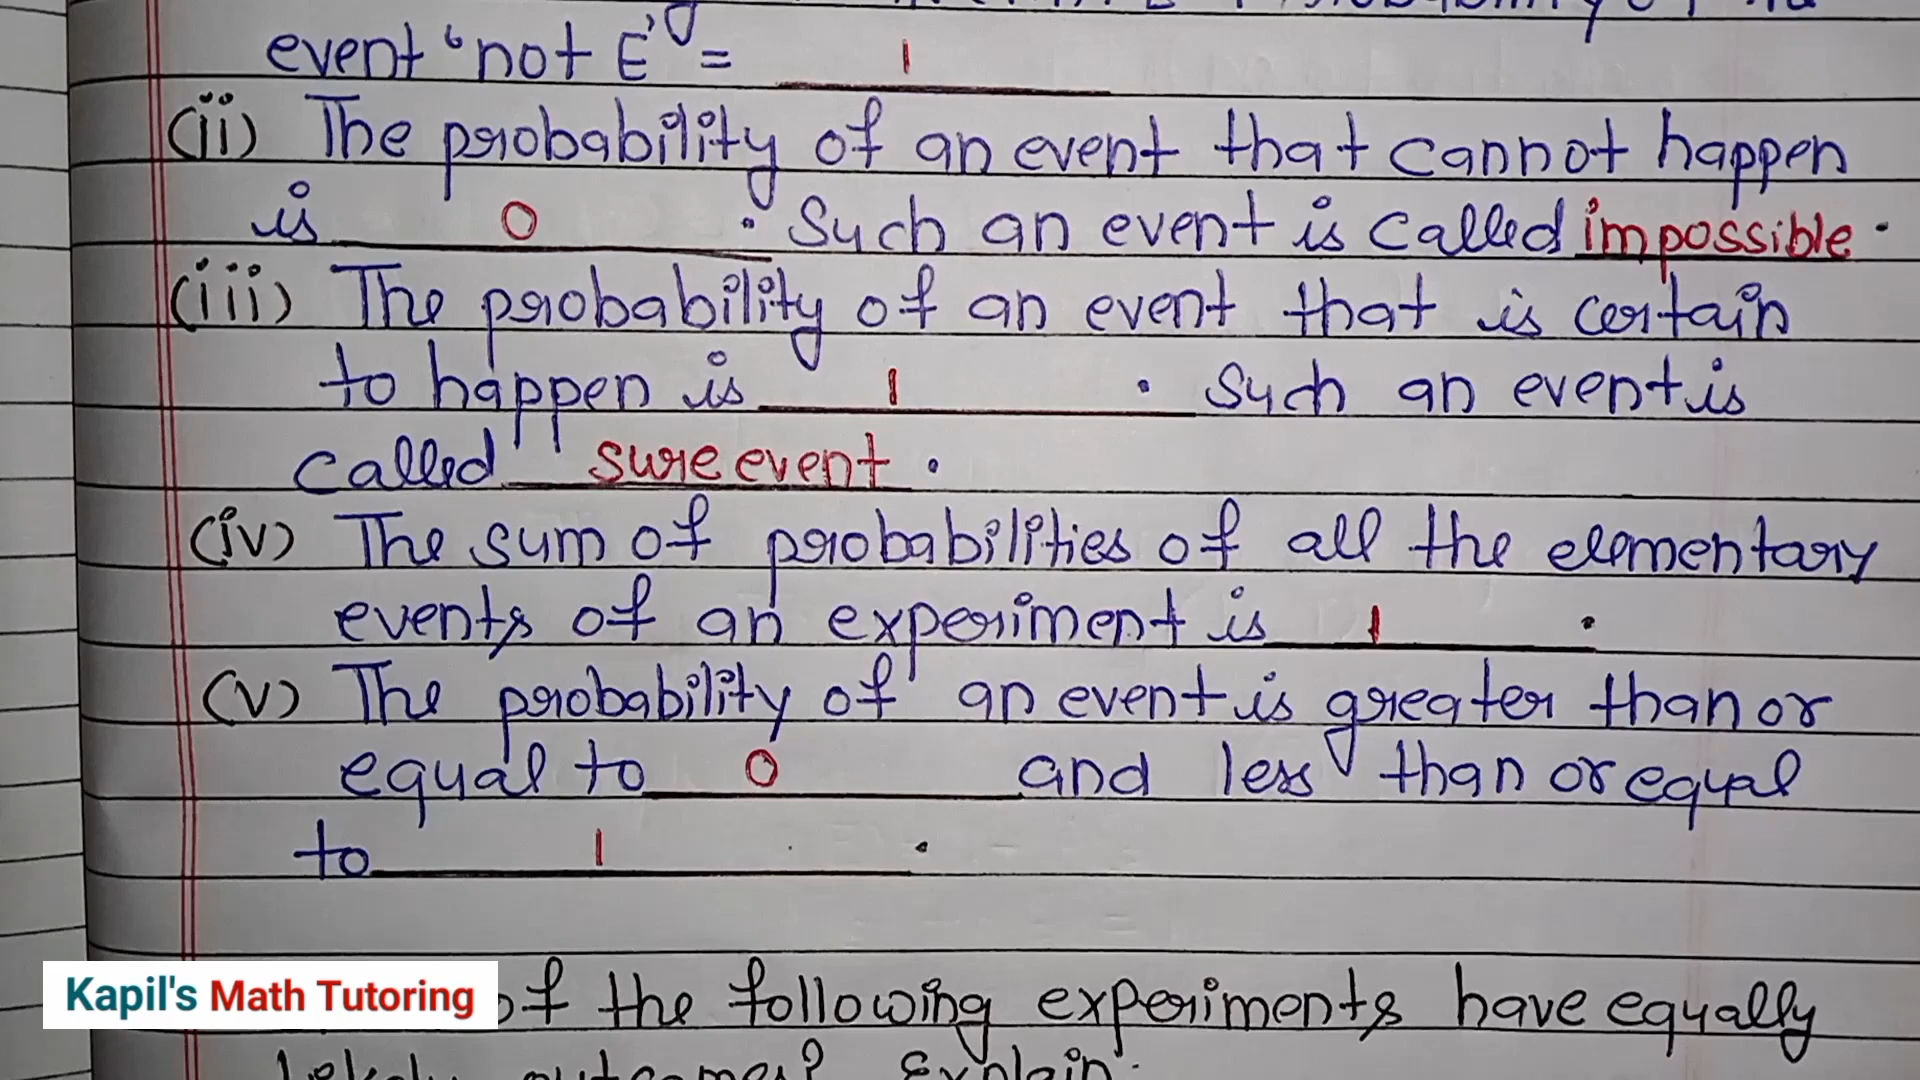 event 'not E' = 1
(ii) The probability of an event that cannot happen
is 0 . Such an event is called impossible.
(iii) The probability of an event that is certain
to happen is 1 . Such an event is
called sure event.
(iv) The sum of probabilities of all the elementary
events of an experiment is 1 .
(v) The probability of an event is greater than or
equal to 0 and less than or equal
to 1 .
Kapil's Math Tutoring
of the following experiments have equally
likely outcomes? Explain.